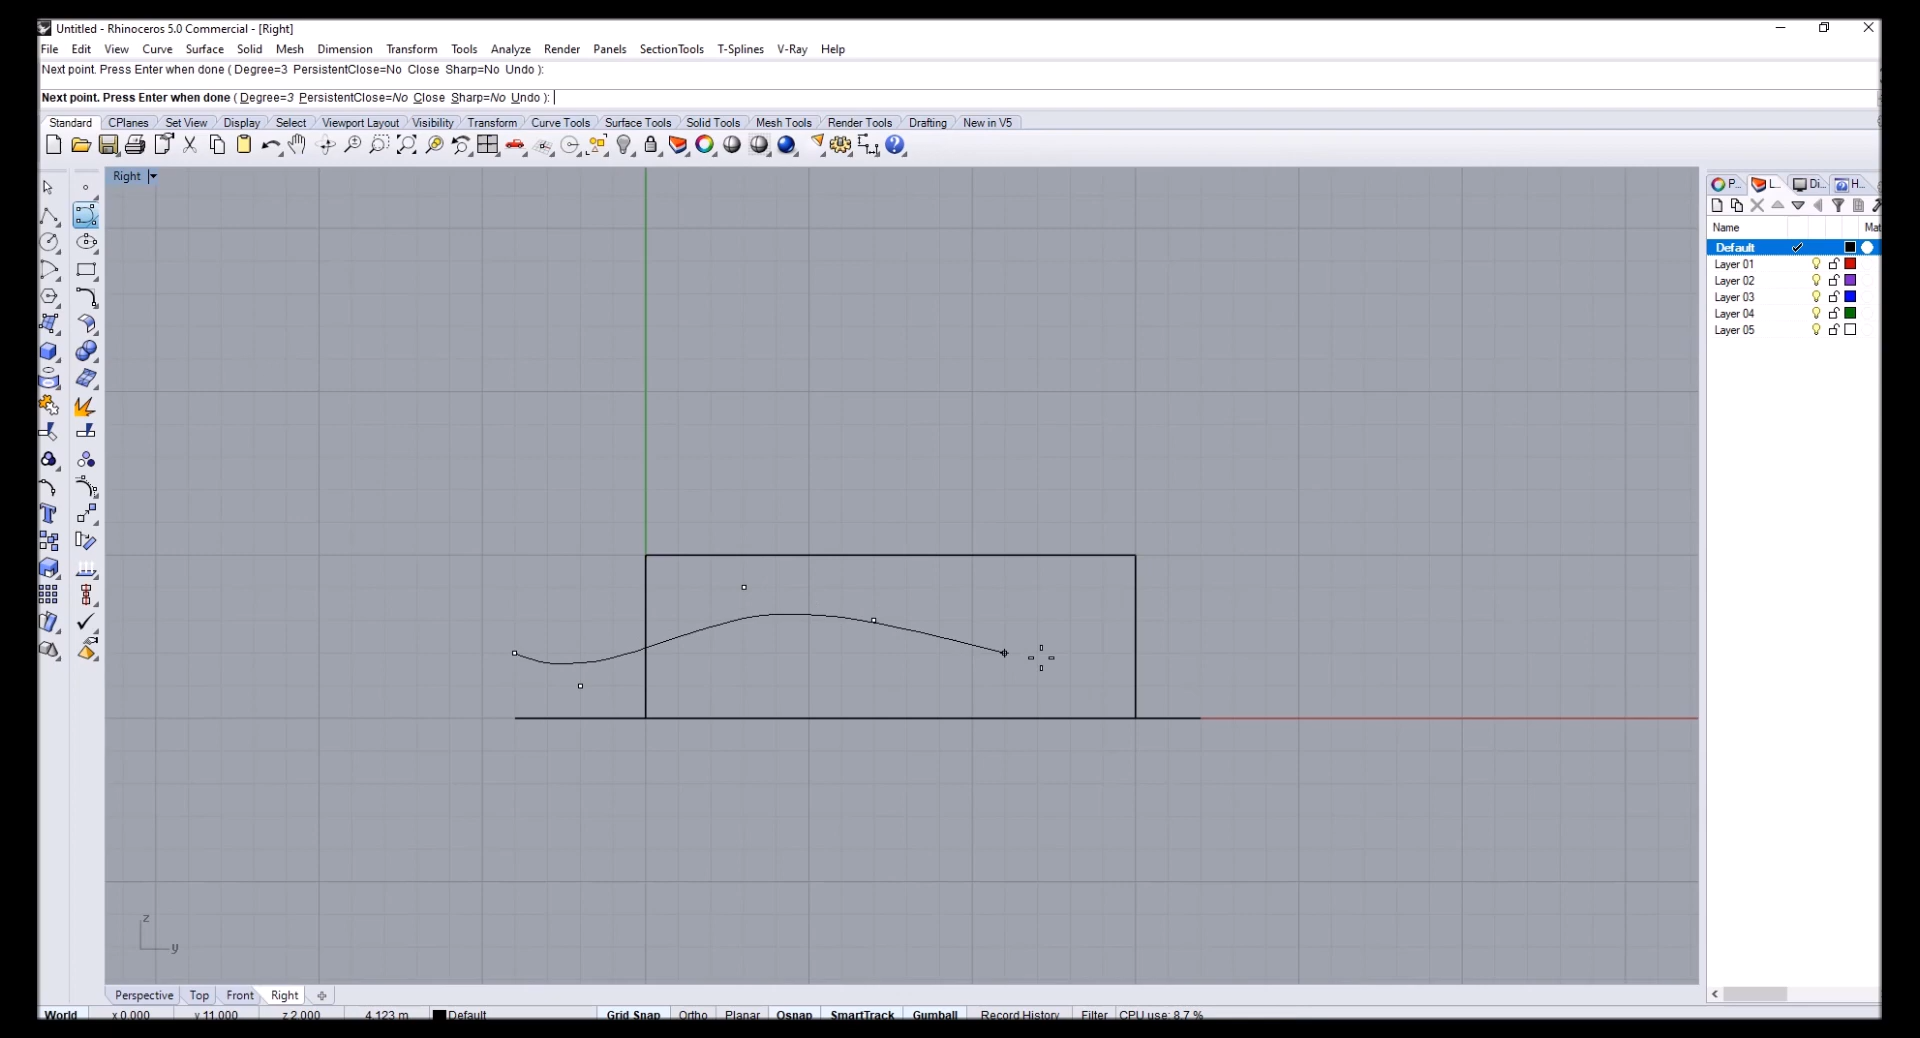 Untitled - Rhinoceros 5.0 Commercial - [Right]
File Edit View Curve Surface Solid Mesh Dimension Transform Tools Analyze Render Panels SectionTools T-Splines V-Ray Help
Next point. Press Enter when done ( Degree=3 PersistentClose=No Close Sharp=No Undo ):
Next point. Press Enter when done ( Degree=3 PersistentClose=No Close Sharp=No Undo ):
Standard CPlanes Set View Display Select Viewport Layout Visibility Transform Curve Tools Surface Tools Solid Tools Mesh Tools Render Tools Drafting New in V5
Right
P... L... Di... H...
Name Mat
Default
Layer 01
Layer 02
Layer 03
Layer 04
Layer 05
z
y
Perspective Top Front Right
World x 0.000 y 11.000 z 2.000 4.123 m Default Grid Snap Ortho Planar Osnap SmartTrack Gumball Record History Filter CPU use: 8.7 %